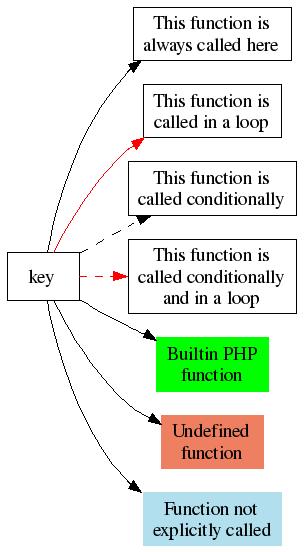 This function is
always called here
This function is
called in a loop
This function is
called conditionally
key
This function is
called conditionally
and in a loop
Builtin PHP
function
Undefined
function
Function not
explicitly called